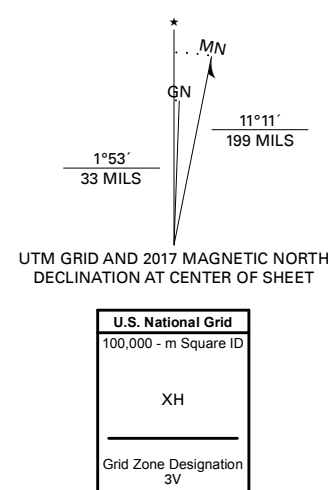 ★
MN
GN
11°11´
199 MILS
1°53´
33 MILS
UTM GRID AND 2017 MAGNETIC NORTH
DECLINATION AT CENTER OF SHEET
U.S. National Grid
100,000 - m Square ID
XH
Grid Zone Designation
3V